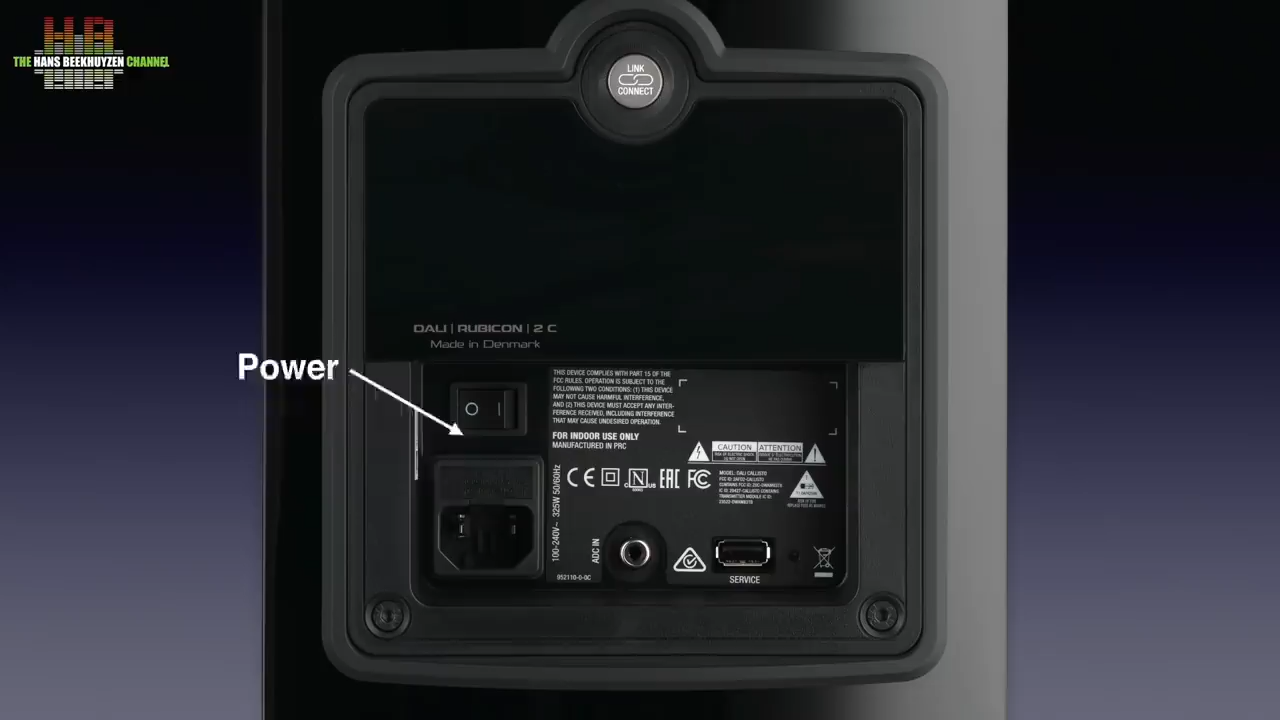 THE HANS BEEKHUYZEN CHANNEL
LINK
CONNECT
DALI | RUBICON | 2 C
Made in Denmark
Power
THIS DEVICE COMPLIES WITH PART 15 OF THE
FCC RULES. OPERATION IS SUBJECT TO THE
FOLLOWING TWO CONDITIONS: (1) THIS DEVICE
MAY NOT CAUSE HARMFUL INTERFERENCE,
AND (2) THIS DEVICE MUST ACCEPT ANY INTER-
FERENCE RECEIVED, INCLUDING INTERFERENCE
THAT MAY CAUSE UNDESIRED OPERATION.
FOR INDOOR USE ONLY
MANUFACTURED IN PRC
CAUTION
ATTENTION
MODEL: DALI CALLISTO
100-240V~ 325W 50/60Hz
ADC IN
SERVICE
052110-0-0C